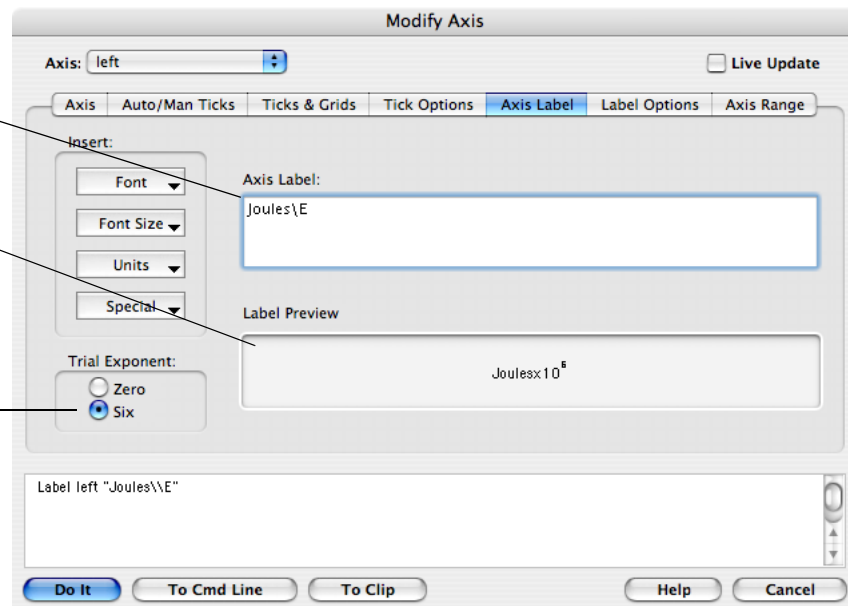 Modify Axis
Axis: left
Live Update
Axis Auto/Man Ticks Ticks & Grids Tick Options Axis Label Label Options Axis Range
Insert:
Font
Font Size
Units
Special
Axis Label:
Joules\E
Label Preview
Joulesx10⁶
Trial Exponent:
Zero
Six
Label left "Joules\\E"
Do It To Cmd Line To Clip Help Cancel